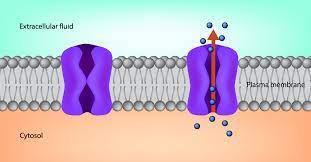 Extracellular fluid
Plasma membrane
Cytosol